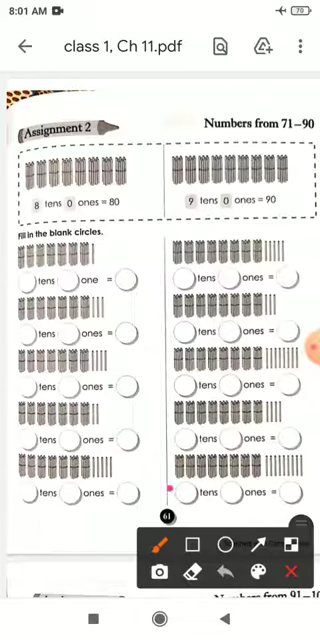 8:01 AM
70
class 1, Ch 11.pdf
Assignment 2
Numbers from 71–90
8 tens 0 ones = 80
9 tens 0 ones = 90
Fill in the blank circles.
tens one =
tens ones =
tens ones =
tens ones =
tens ones =
tens ones =
tens ones =
tens ones =
tens ones =
tens ones =
61